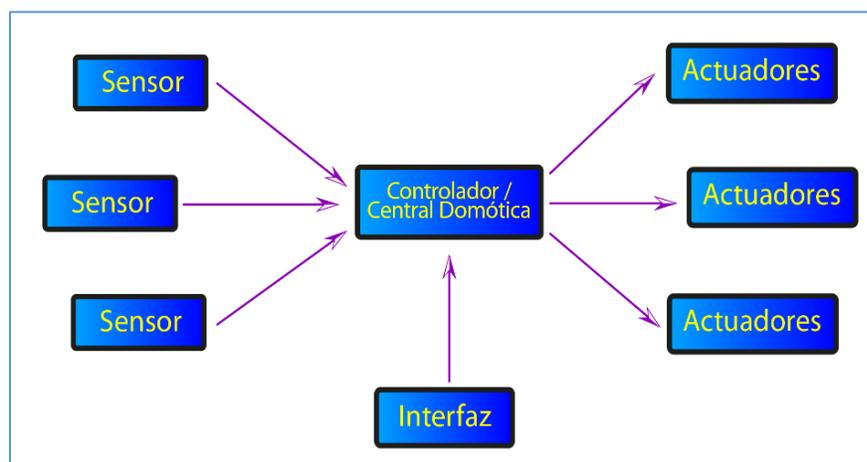 Sensor
Actuadores
Sensor
Controlador /
Central Domótica
Actuadores
Sensor
Actuadores
Interfaz